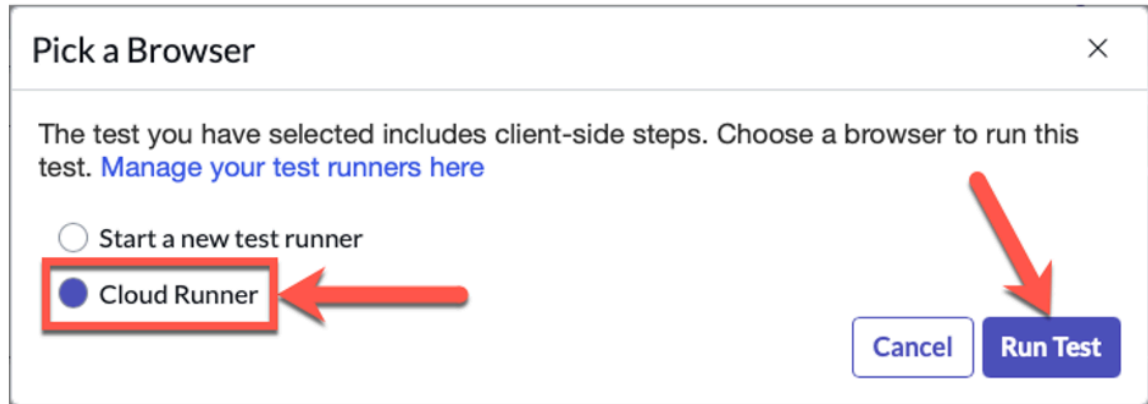 Pick a Browser
The test you have selected includes client-side steps. Choose a browser to run this
test. Manage your test runners here
Start a new test runner
Cloud Runner
Cancel
Run Test